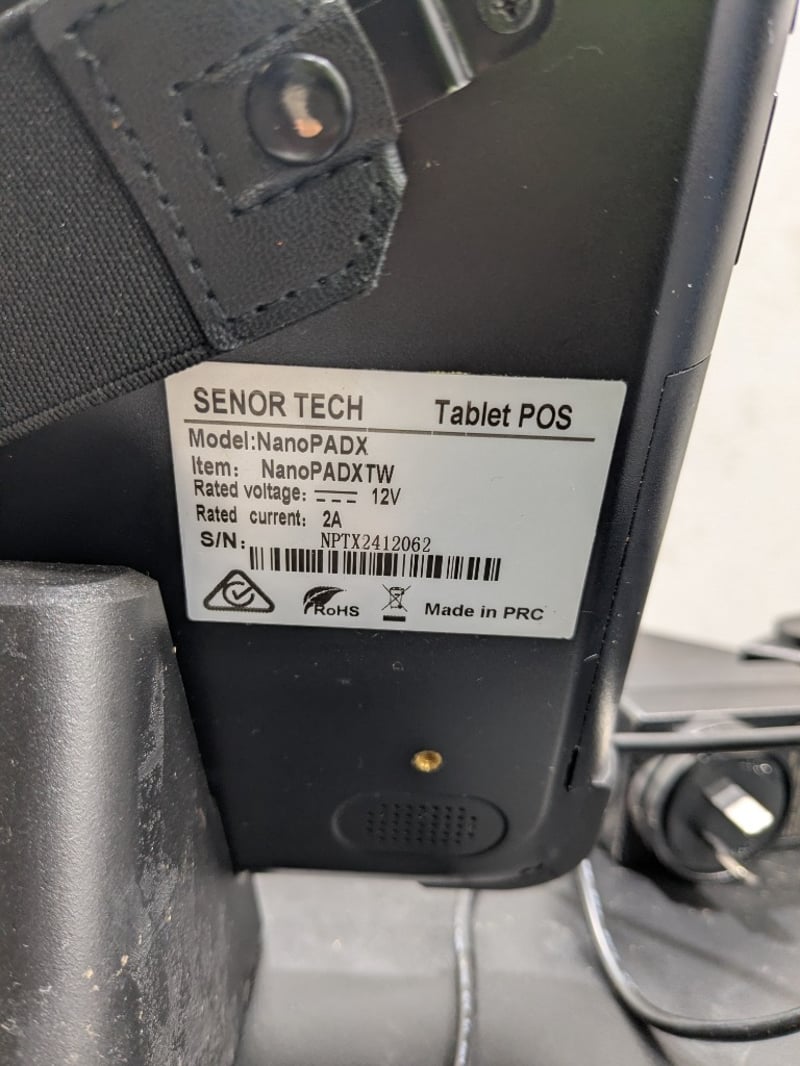 SENOR TECH Tablet POS
Model:NanoPADX
Item: NanoPADXTW
Rated voltage: 12V
Rated current: 2A
S/N: NPTX2412062
RoHS Made in PRC